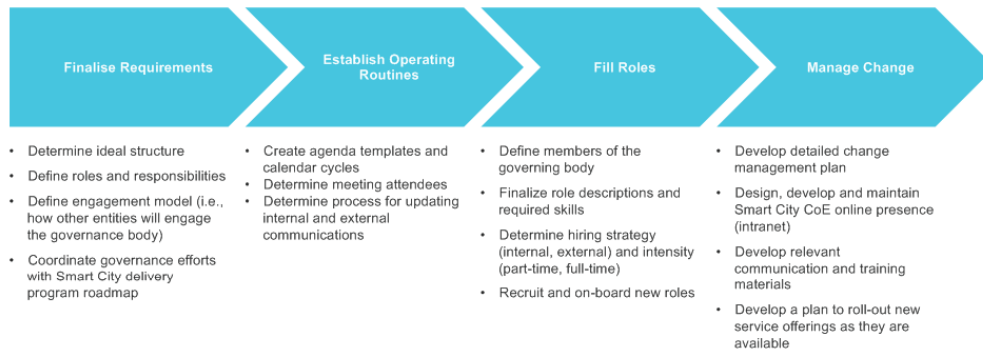 Finalise Requirements
Establish Operating
Routines
Fill Roles
Manage Change
• Determine ideal structure
• Define roles and responsibilities
• Define engagement model (i.e.,
how other entities will engage
the governance body)
• Coordinate governance efforts
with Smart City delivery
program roadmap
• Create agenda templates and
calendar cycles
• Determine meeting attendees
• Determine process for updating
internal and external
communications
• Define members of the
governing body
• Finalize role descriptions and
required skills
• Determine hiring strategy
(internal, external) and intensity
(part-time, full-time)
• Recruit and on-board new roles
• Develop detailed change
management plan
• Design, develop and maintain
Smart City CoE online presence
(intranet)
• Develop relevant
communication and training
materials
• Develop a plan to roll-out new
service offerings as they are
available